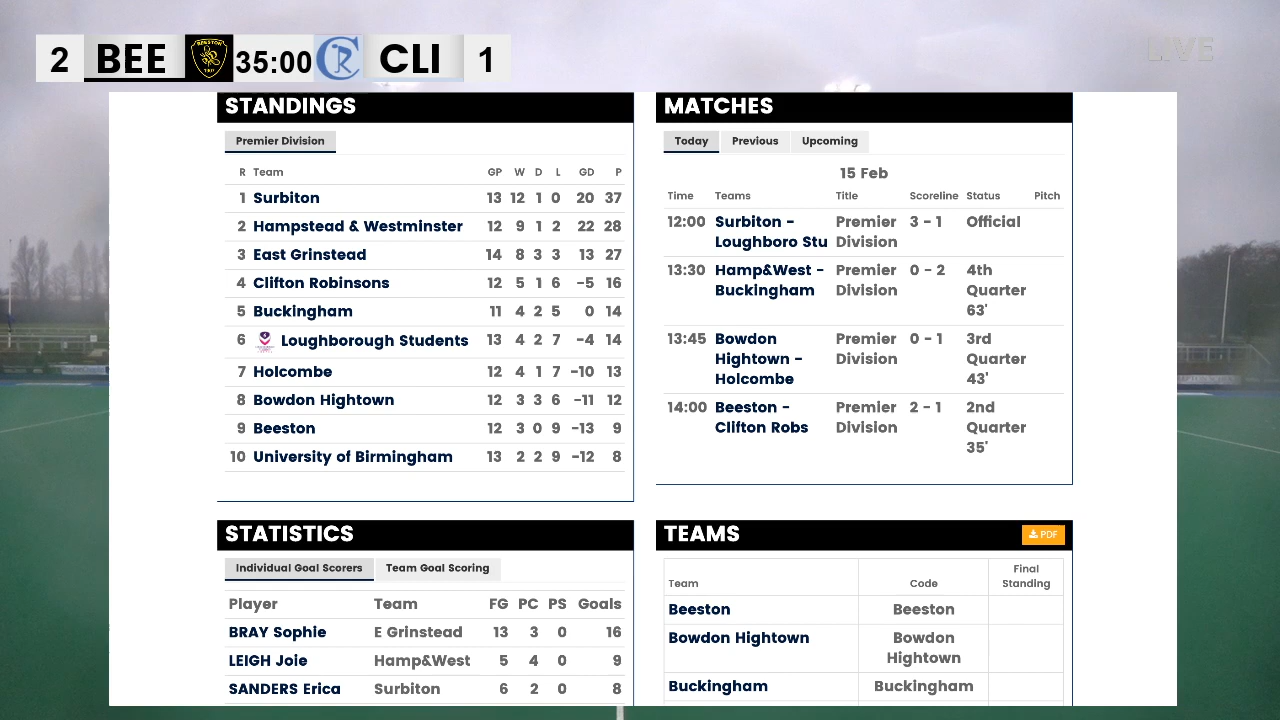 2 BEE 35:00 CLI 1
LIVE
STANDINGS
Premier Division
R Team GP W D L GD P
1 Surbiton 13 12 1 0 20 37
2 Hampstead & Westminster 12 9 1 2 22 28
3 East Grinstead 14 8 3 3 13 27
4 Clifton Robinsons 12 5 1 6 -5 16
5 Buckingham 11 4 2 5 0 14
6 Loughborough Students 13 4 2 7 -4 14
7 Holcombe 12 4 1 7 -10 13
8 Bowdon Hightown 12 3 3 6 -11 12
9 Beeston 12 3 0 9 -13 9
10 University of Birmingham 13 2 2 9 -12 8
MATCHES
Today Previous Upcoming
15 Feb
Time Teams Title Scoreline Status Pitch
12:00 Surbiton - Premier 3 - 1 Official
Loughboro Stu Division
13:30 Hamp&West - Premier 0 - 2 4th
Buckingham Division Quarter
63'
13:45 Bowdon Premier 0 - 1 3rd
Hightown - Division Quarter
Holcombe 43'
14:00 Beeston - Premier 2 - 1 2nd
Clifton Robs Division Quarter
35'
STATISTICS
Individual Goal Scorers Team Goal Scoring
Player Team FG PC PS Goals
BRAY Sophie E Grinstead 13 3 0 16
LEIGH Joie Hamp&West 5 4 0 9
SANDERS Erica Surbiton 6 2 0 8
TEAMS
PDF
Team Code Final
Standing
Beeston Beeston
Bowdon Hightown Bowdon
Hightown
Buckingham Buckingham